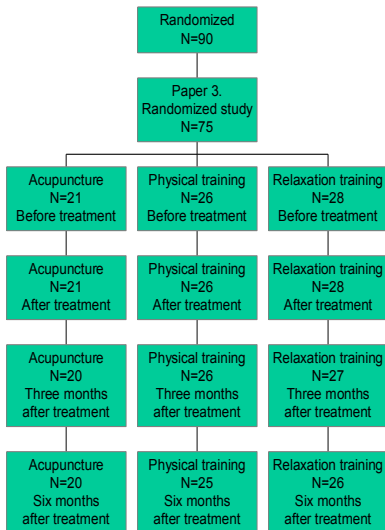 Randomized
N=90
Paper 3.
Randomized study
N=75
Acupuncture
N=21
Before treatment
Physical training
N=26
Before treatment
Relaxation training
N=28
Before treatment
Acupuncture
N=21
After treatment
Physical training
N=26
After treatment
Relaxation training
N=28
After treatment
Acupuncture
N=20
Three months
after treatment
Physical training
N=26
Three months
after treatment
Relaxation training
N=27
Three months
after treatment
Acupuncture
N=20
Six months
after treatment
Physical training
N=25
Six months
after treatment
Relaxation training
N=26
Six months
after treatment